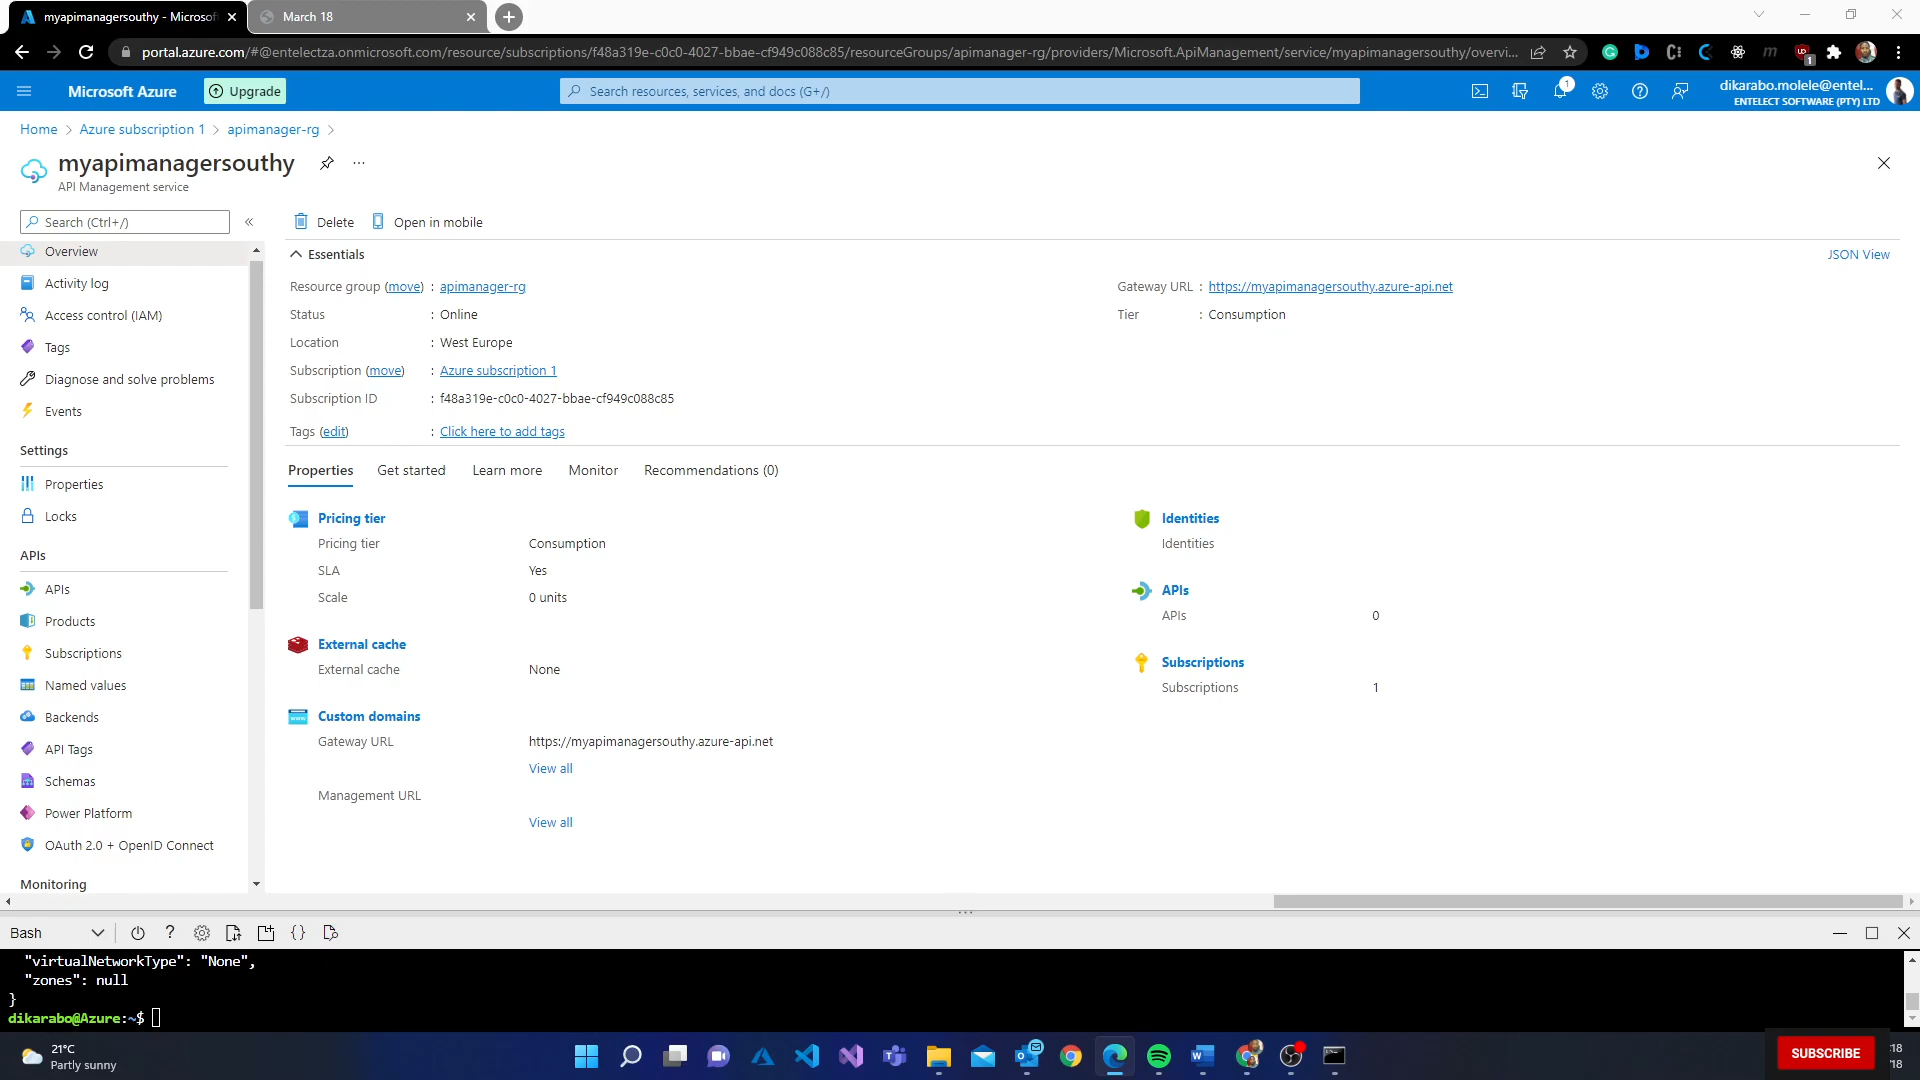 myapimanagersouthy - Microsof
March 18
portal.azure.com/#@entelectza.onmicrosoft.com/resource/subscriptions/f48a319e-c0c0-4027-bbae-cf949c088c85/resourceGroups/apimanager-rg/providers/Microsoft.ApiManagement/service/myapimanagersouthy/overvi...
Microsoft Azure
Upgrade
Search resources, services, and docs (G+/)
1
dikarabo.molele@entel...
ENTELECT SOFTWARE (PTY) LTD
Home > Azure subscription 1 > apimanager-rg >
myapimanagersouthy
API Management service
Search (Ctrl+/)
Delete
Open in mobile
Overview
Activity log
Access control (IAM)
Tags
Diagnose and solve problems
Events
Settings
Properties
Locks
APIs
APIs
Products
Subscriptions
Named values
Backends
API Tags
Schemas
Power Platform
OAuth 2.0 + OpenID Connect
Monitoring
Essentials
JSON View
Resource group (move) : apimanager-rg
Status : Online
Location : West Europe
Subscription (move) : Azure subscription 1
Subscription ID : f48a319e-c0c0-4027-bbae-cf949c088c85
Tags (edit) : Click here to add tags
Gateway URL : https://myapimanagersouthy.azure-api.net
Tier : Consumption
Properties
Get started
Learn more
Monitor
Recommendations (0)
Pricing tier
Pricing tier Consumption
SLA Yes
Scale 0 units
External cache
External cache None
Custom domains
Gateway URL https://myapimanagersouthy.azure-api.net
View all
Management URL
View all
Identities
Identities
APIs
APIs 0
Subscriptions
Subscriptions 1
Bash
"virtualNetworkType": "None",
"zones": null
}
dikarabo@Azure:~$
21°C
Partly sunny
SUBSCRIBE
:18
'18